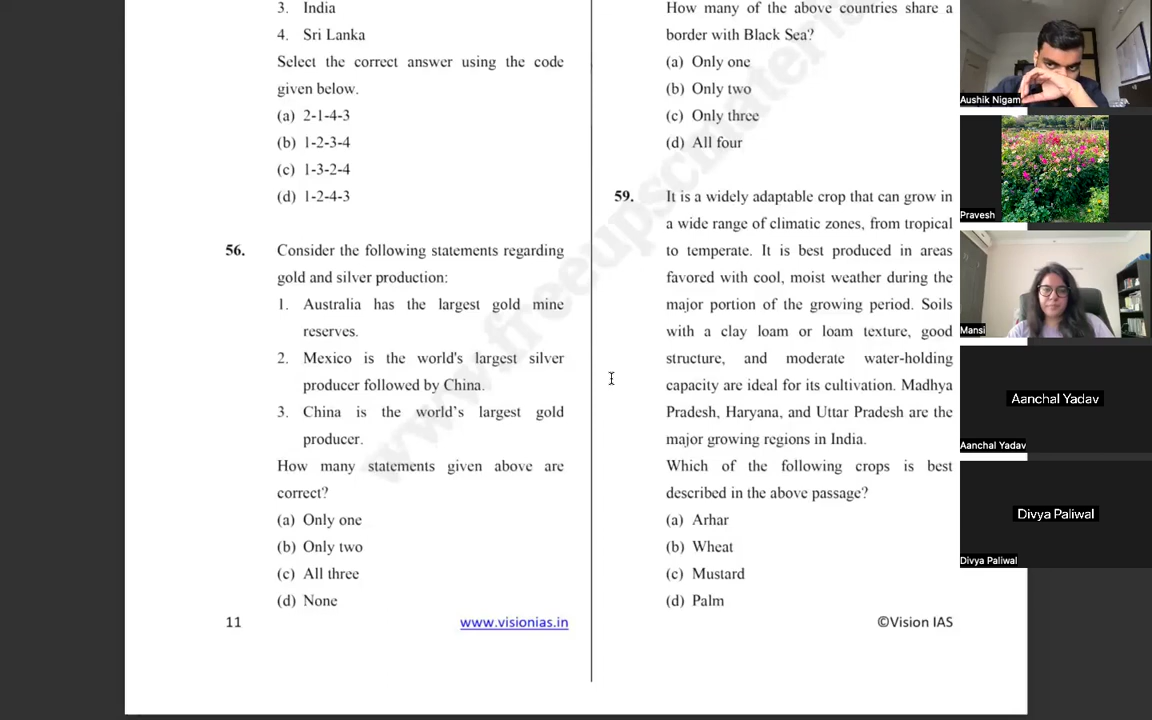 3. India
4. Sri Lanka
Select the correct answer using the code
given below.
(a) 2-1-4-3
(b) 1-2-3-4
(c) 1-3-2-4
(d) 1-2-4-3
56. Consider the following statements regarding
gold and silver production:
1. Australia has the largest gold mine
reserves.
2. Mexico is the world's largest silver
producer followed by China.
3. China is the world's largest gold
producer.
How many statements given above are
correct?
(a) Only one
(b) Only two
(c) All three
(d) None
11
www.visionias.in
How many of the above countries share a
border with Black Sea?
(a) Only one
(b) Only two
(c) Only three
(d) All four
59. It is a widely adaptable crop that can grow in
a wide range of climatic zones, from tropical
to temperate. It is best produced in areas
favored with cool, moist weather during the
major portion of the growing period. Soils
with a clay loam or loam texture, good
structure, and moderate water-holding
capacity are ideal for its cultivation. Madhya
Pradesh, Haryana, and Uttar Pradesh are the
major growing regions in India.
Which of the following crops is best
described in the above passage?
(a) Arhar
(b) Wheat
(c) Mustard
(d) Palm
©Vision IAS
www.freeupscmateria
Aushik Nigam
Pravesh
Mansi
Aanchal Yadav
Aanchal Yadav
Divya Paliwal
Divya Paliwal